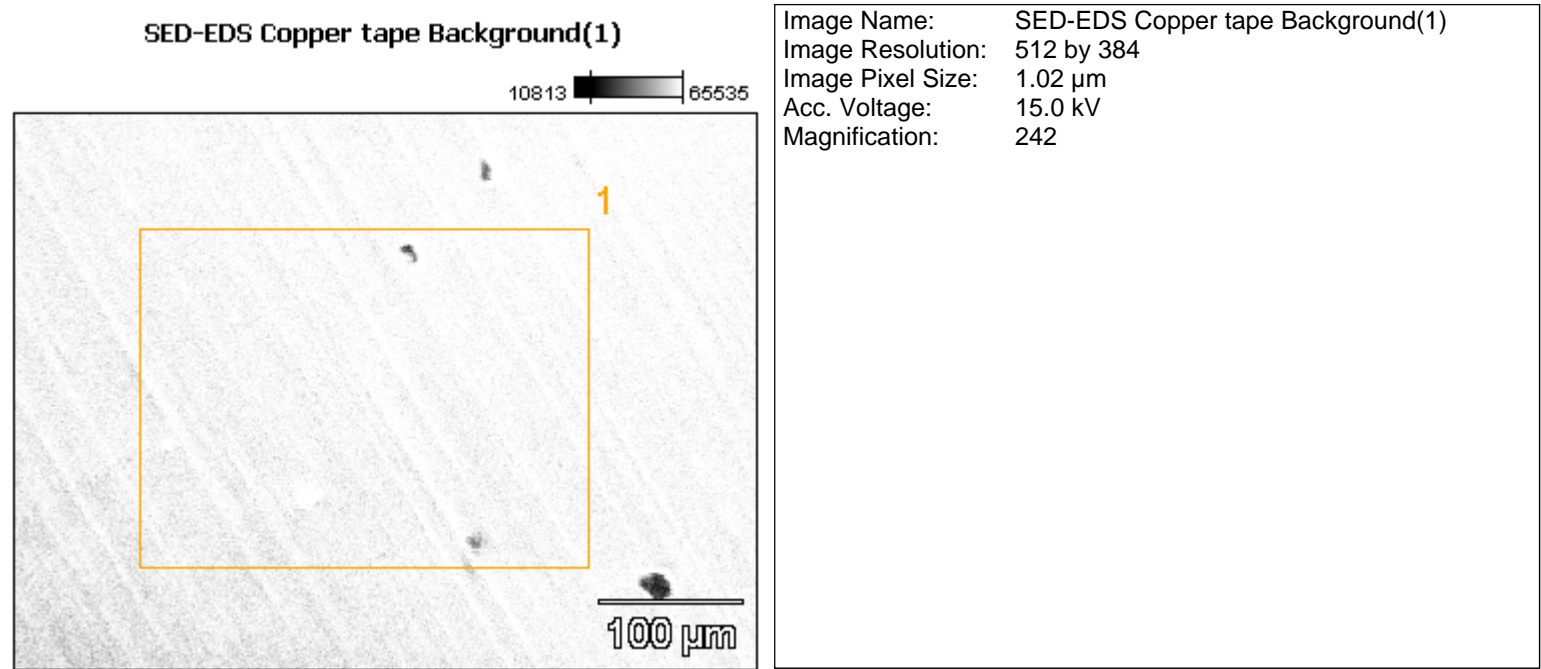 SED-EDS Copper tape Background(1)
10813 65535
1
100 µm
Image Name: SED-EDS Copper tape Background(1)
Image Resolution: 512 by 384
Image Pixel Size: 1.02 µm
Acc. Voltage: 15.0 kV
Magnification: 242